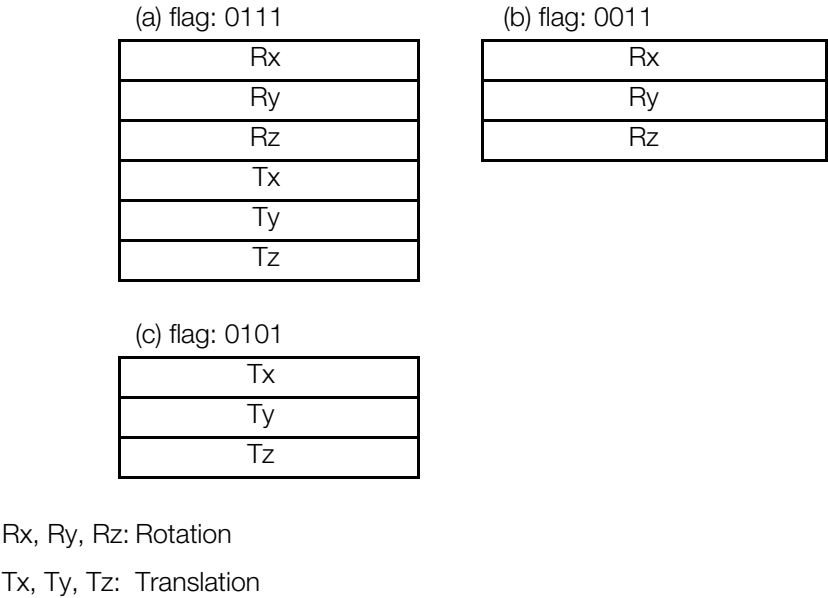 (a) flag: 0111
Rx
Ry
Rz
Tx
Ty
Tz
(b) flag: 0011
Rx
Ry
Rz
(c) flag: 0101
Tx
Ty
Tz
Rx, Ry, Rz: Rotation
Tx, Ty, Tz: Translation